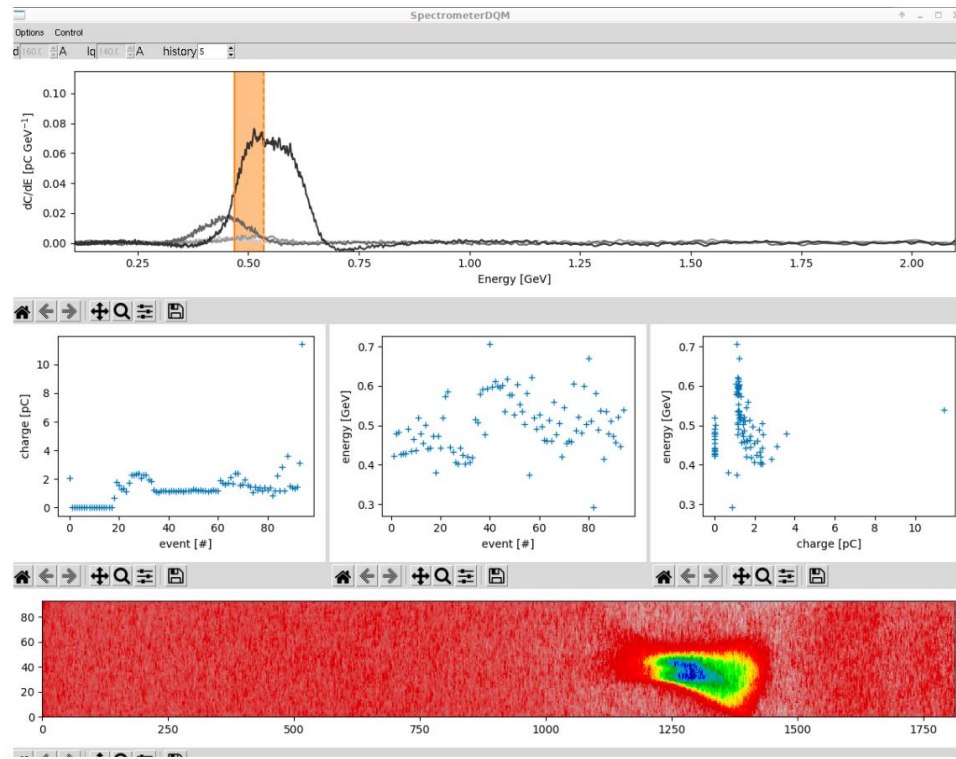 SpectrometerDQM
Options Control
d 160.0 A Iq 140.0 A history 5
0.10
0.08
0.06
0.04
0.02
0.00
dC/dE [pC GeV⁻¹]
0.25 0.50 0.75 1.00 1.25 1.50 1.75 2.00
Energy [GeV]
10
8
6
4
2
0
charge [pC]
0 20 40 60 80
event [#]
0.7
0.6
0.5
0.4
0.3
energy [GeV]
0 20 40 60 80
event [#]
0.7
0.6
0.5
0.4
0.3
energy [GeV]
0 2 4 6 8 10
charge [pC]
80
60
40
20
0
0 250 500 750 1000 1250 1500 1750